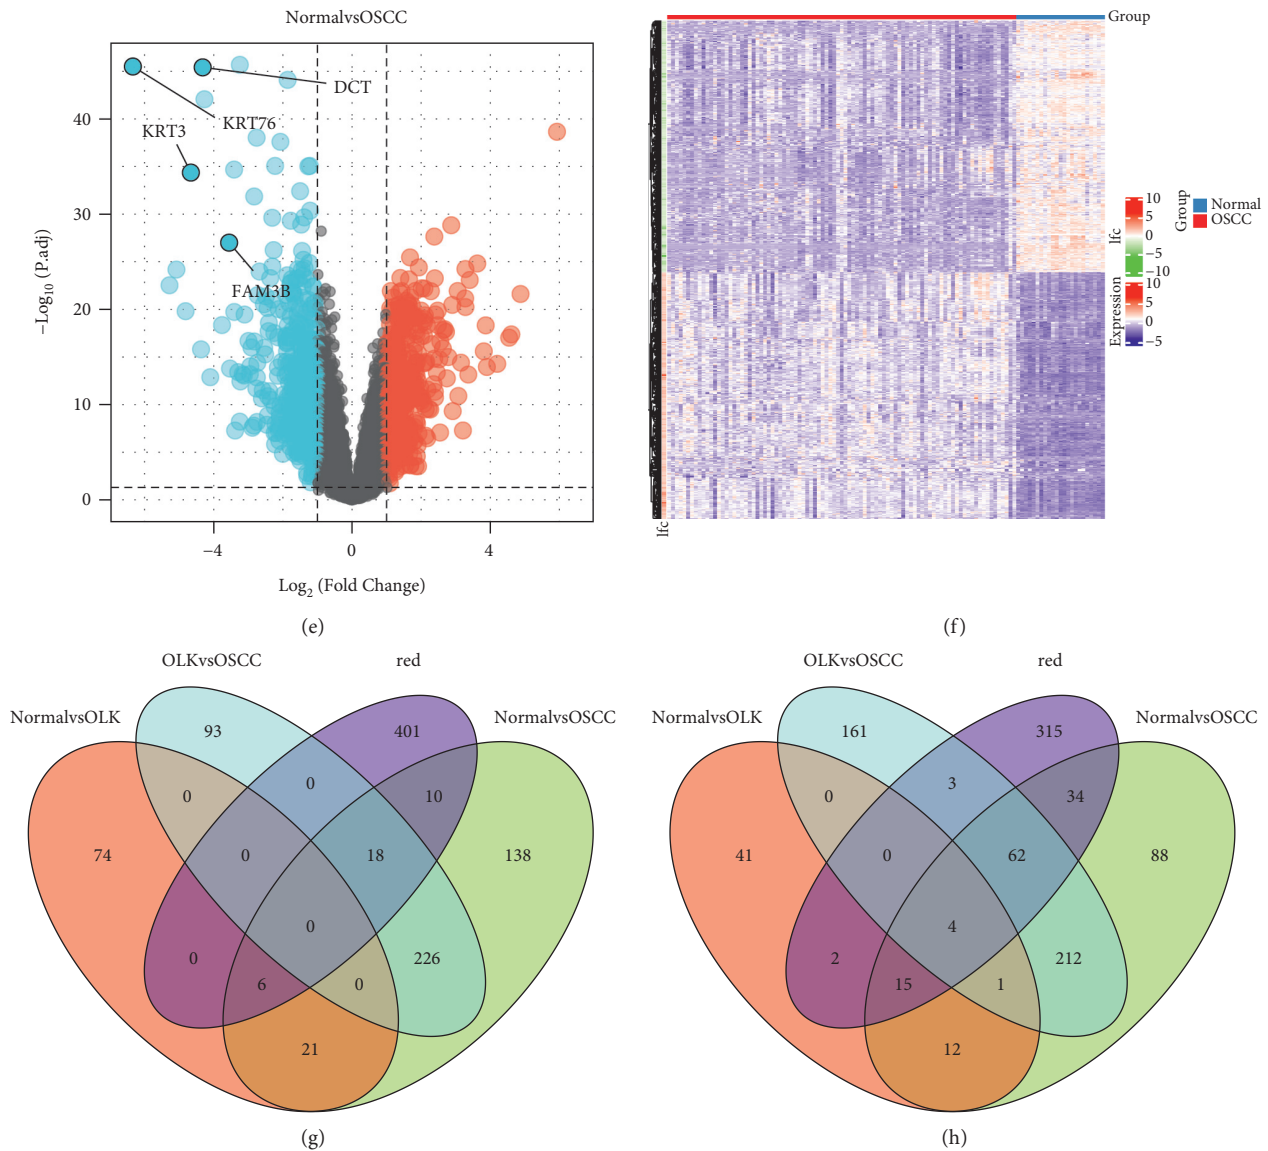 NormalvsOSCC
DCT
KRT76
KRT3
FAM3B
40
30
20
10
0
−Log10 (P.adj)
−4
0
4
Log2 (Fold Change)
(e)
Group
lfc
10
5
0
−5
−10
Expression
10
5
0
−5
Group
Normal
OSCC
lfc
(f)
OLKvsOSCC
red
NormalvsOLK
NormalvsOSCC
93
401
0
0
10
74
0
18
138
0
0
226
6
0
21
(g)
OLKvsOSCC
red
NormalvsOLK
NormalvsOSCC
161
315
0
3
34
41
0
62
88
4
2
212
15
1
12
(h)